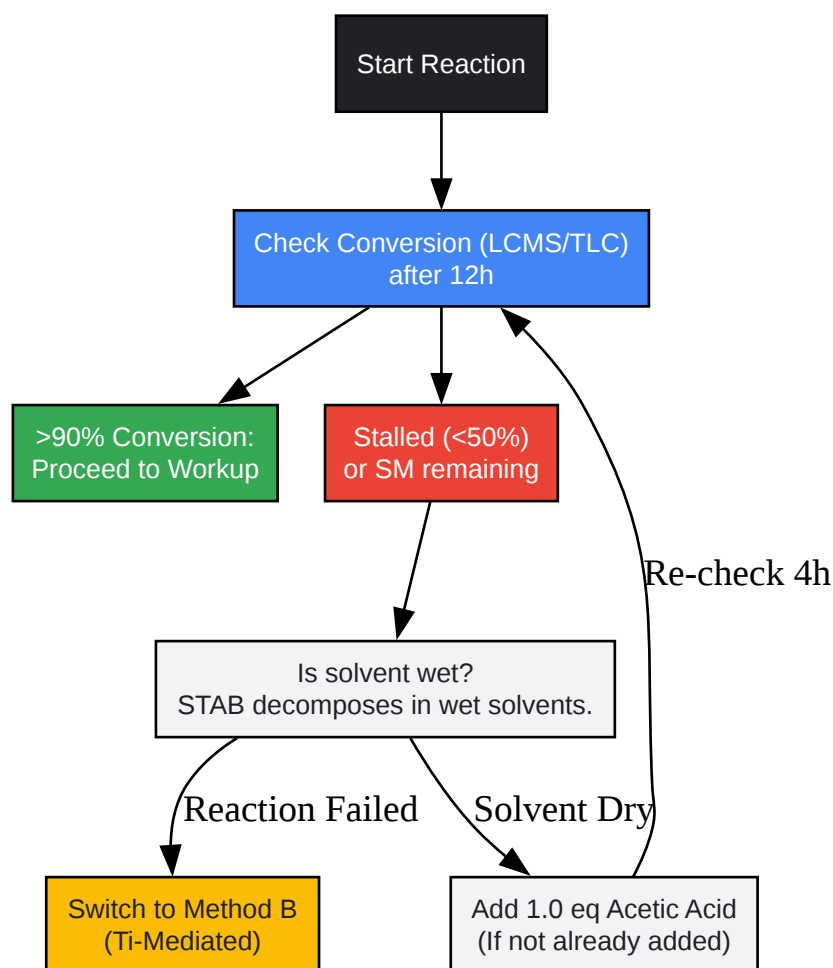 Start Reaction
Check Conversion (LCMS/TLC)
after 12h
>90% Conversion:
Proceed to Workup
Stalled (<50%)
or SM remaining
Re-check 4h
Is solvent wet?
STAB decomposes in wet solvents.
Reaction Failed
Solvent Dry
Switch to Method B
(Ti-Mediated)
Add 1.0 eq Acetic Acid
(If not already added)